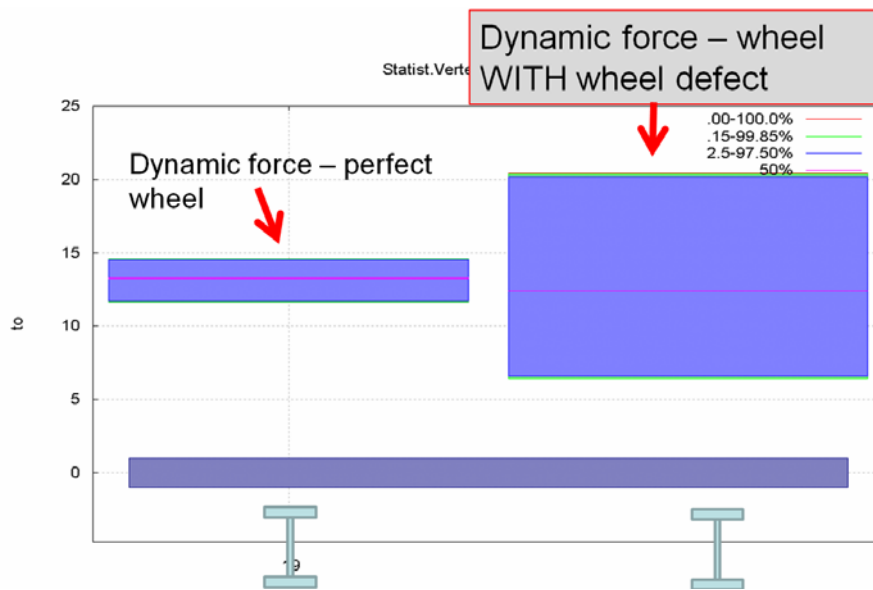 Dynamic force – wheel
WITH wheel defect
Statist.Verte
25
.00-100.0%
.15-99.85%
2.5-97.50%
50%
Dynamic force – perfect
wheel
20
15
10
5
0
to
19